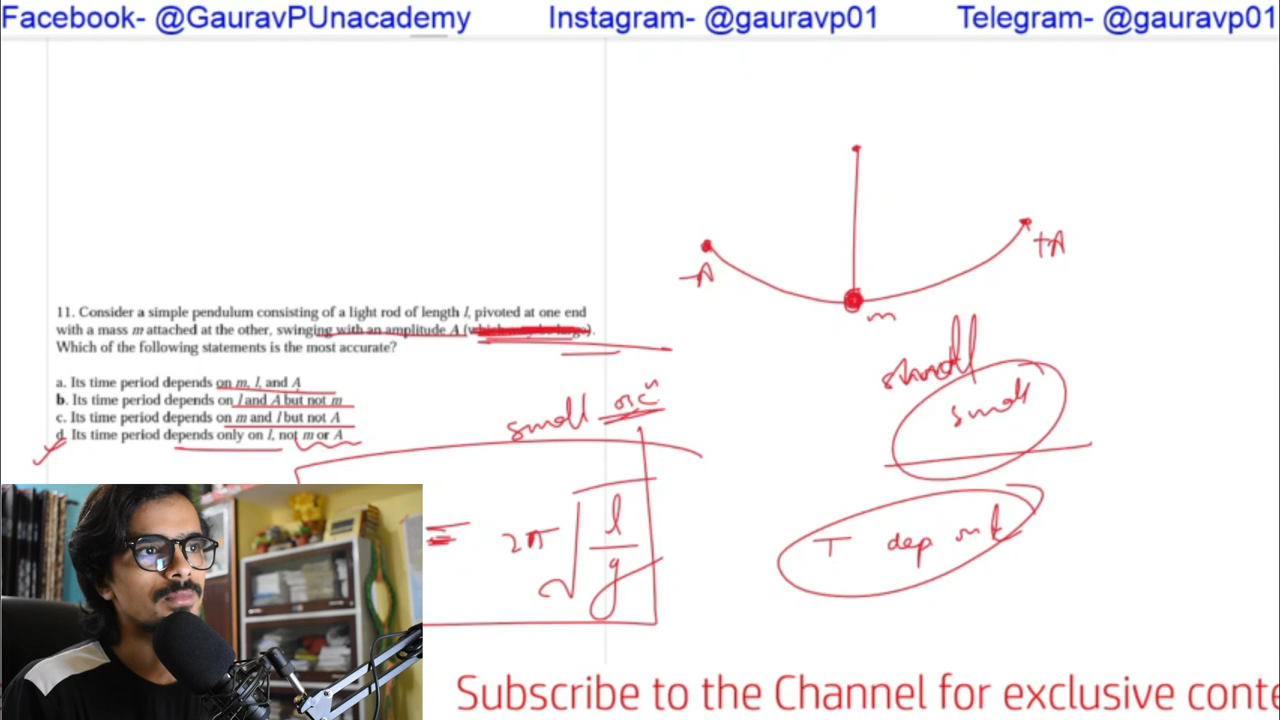 Facebook- @GauravPUnacademy Instagram- @gauravp01 Telegram- @gauravp01
-A
+A
m
11. Consider a simple pendulum consisting of a light rod of length l, pivoted at one end
with a mass m attached at the other, swinging with an amplitude A (
Which of the following statements is the most accurate?
a. Its time period depends on m, l, and A
b. Its time period depends on l and A but not m
c. Its time period depends on m and l but not A
d. Its time period depends only on l, not m or A
small oscⁿ
small
= 2π √ l
g
T dep
Subscribe to the Channel for exclusive conte